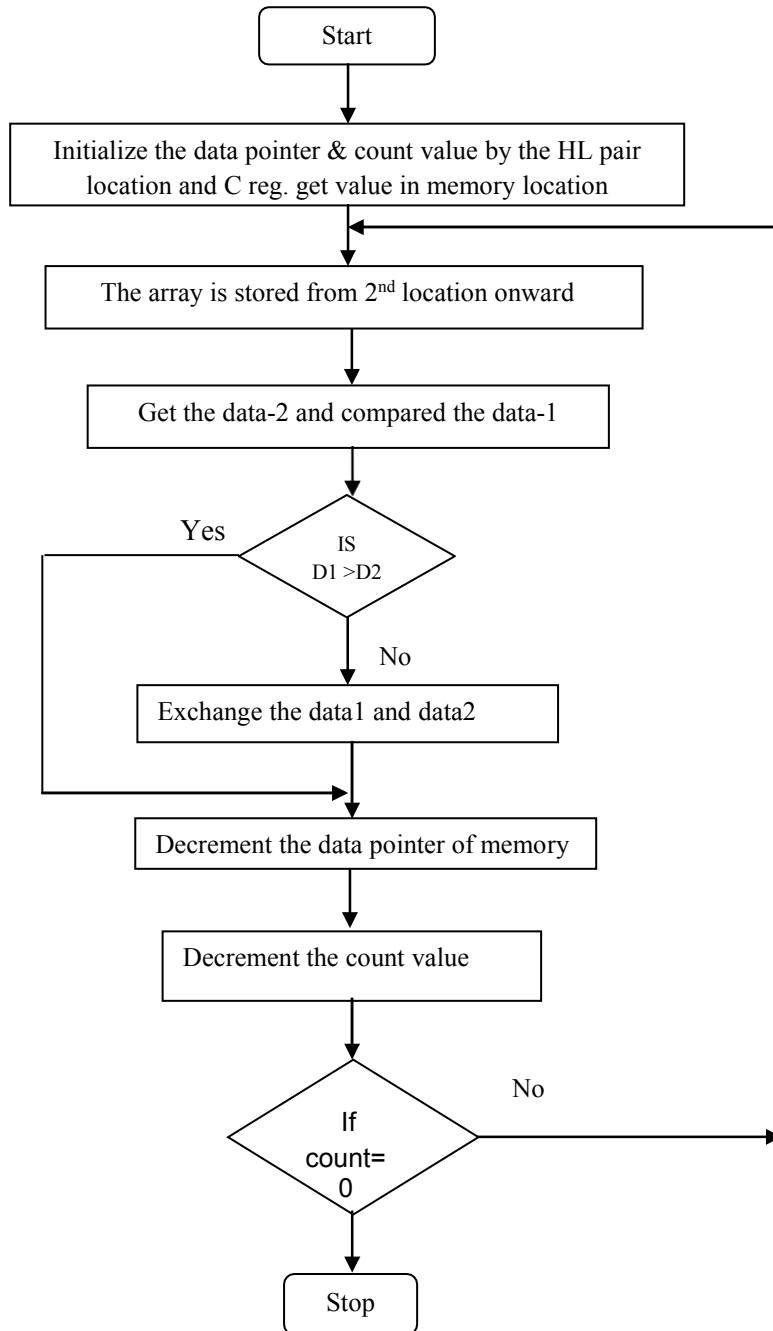 Start
Initialize the data pointer & count value by the HL pair
location and C reg. get value in memory location
The array is stored from 2nd location onward
Get the data-2 and compared the data-1
Yes
IS
D1 >D2
No
Exchange the data1 and data2
Decrement the data pointer of memory
Decrement the count value
No
If
count=
0
Stop